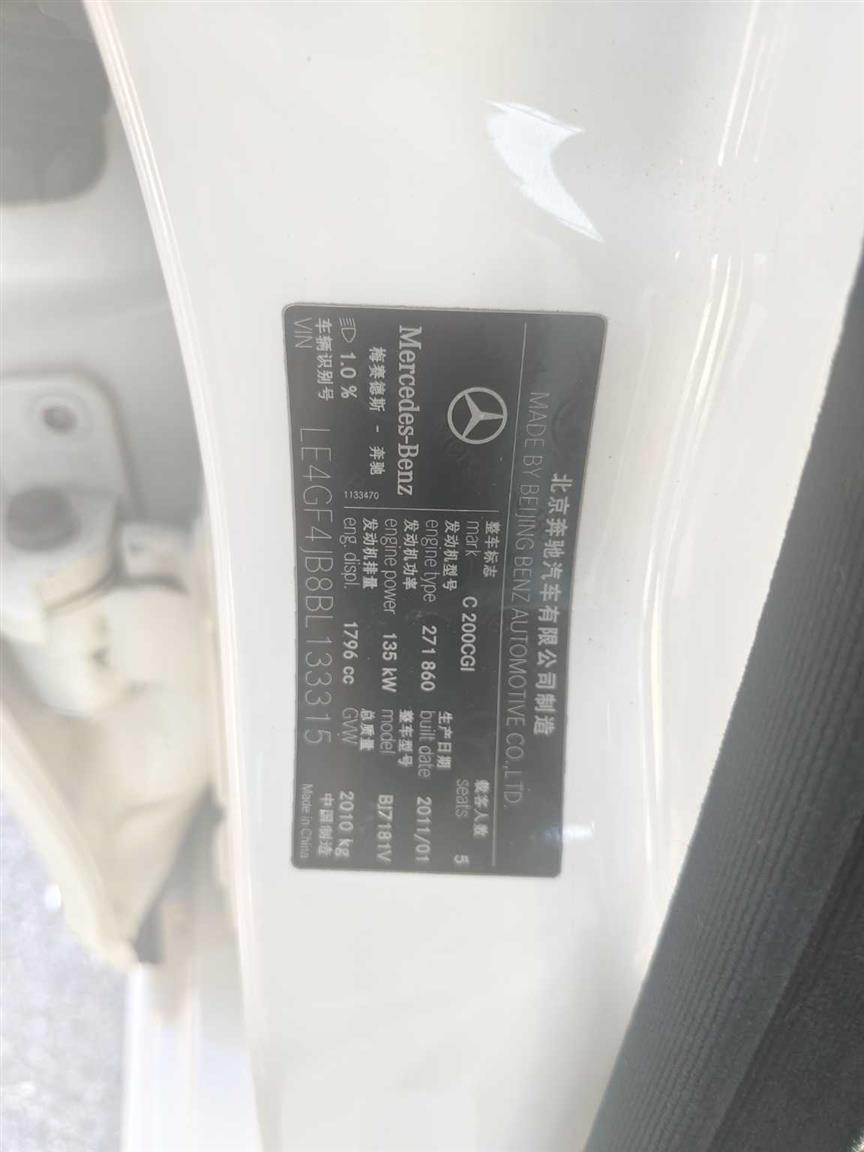 北京奔驰汽车有限公司制造
MADE BY BEIJING BENZ AUTOMOTIVE CO.,LTD.
整车标志
mark C 200CGI
载客人数
seats 5
Mercedes-Benz
发动机型号
engine type 271 860
生产日期
built date 2011/01
梅赛德斯 - 奔驰
发动机功率
engine power 135 kW
整车型号
model BJ7181V
1.0 %
1133470
发动机排量
eng. displ. 1796 cc
总质量
GVW 2010 kg
车辆识别号
VIN LE4GF4JB8BL133315
中国制造
Made in China